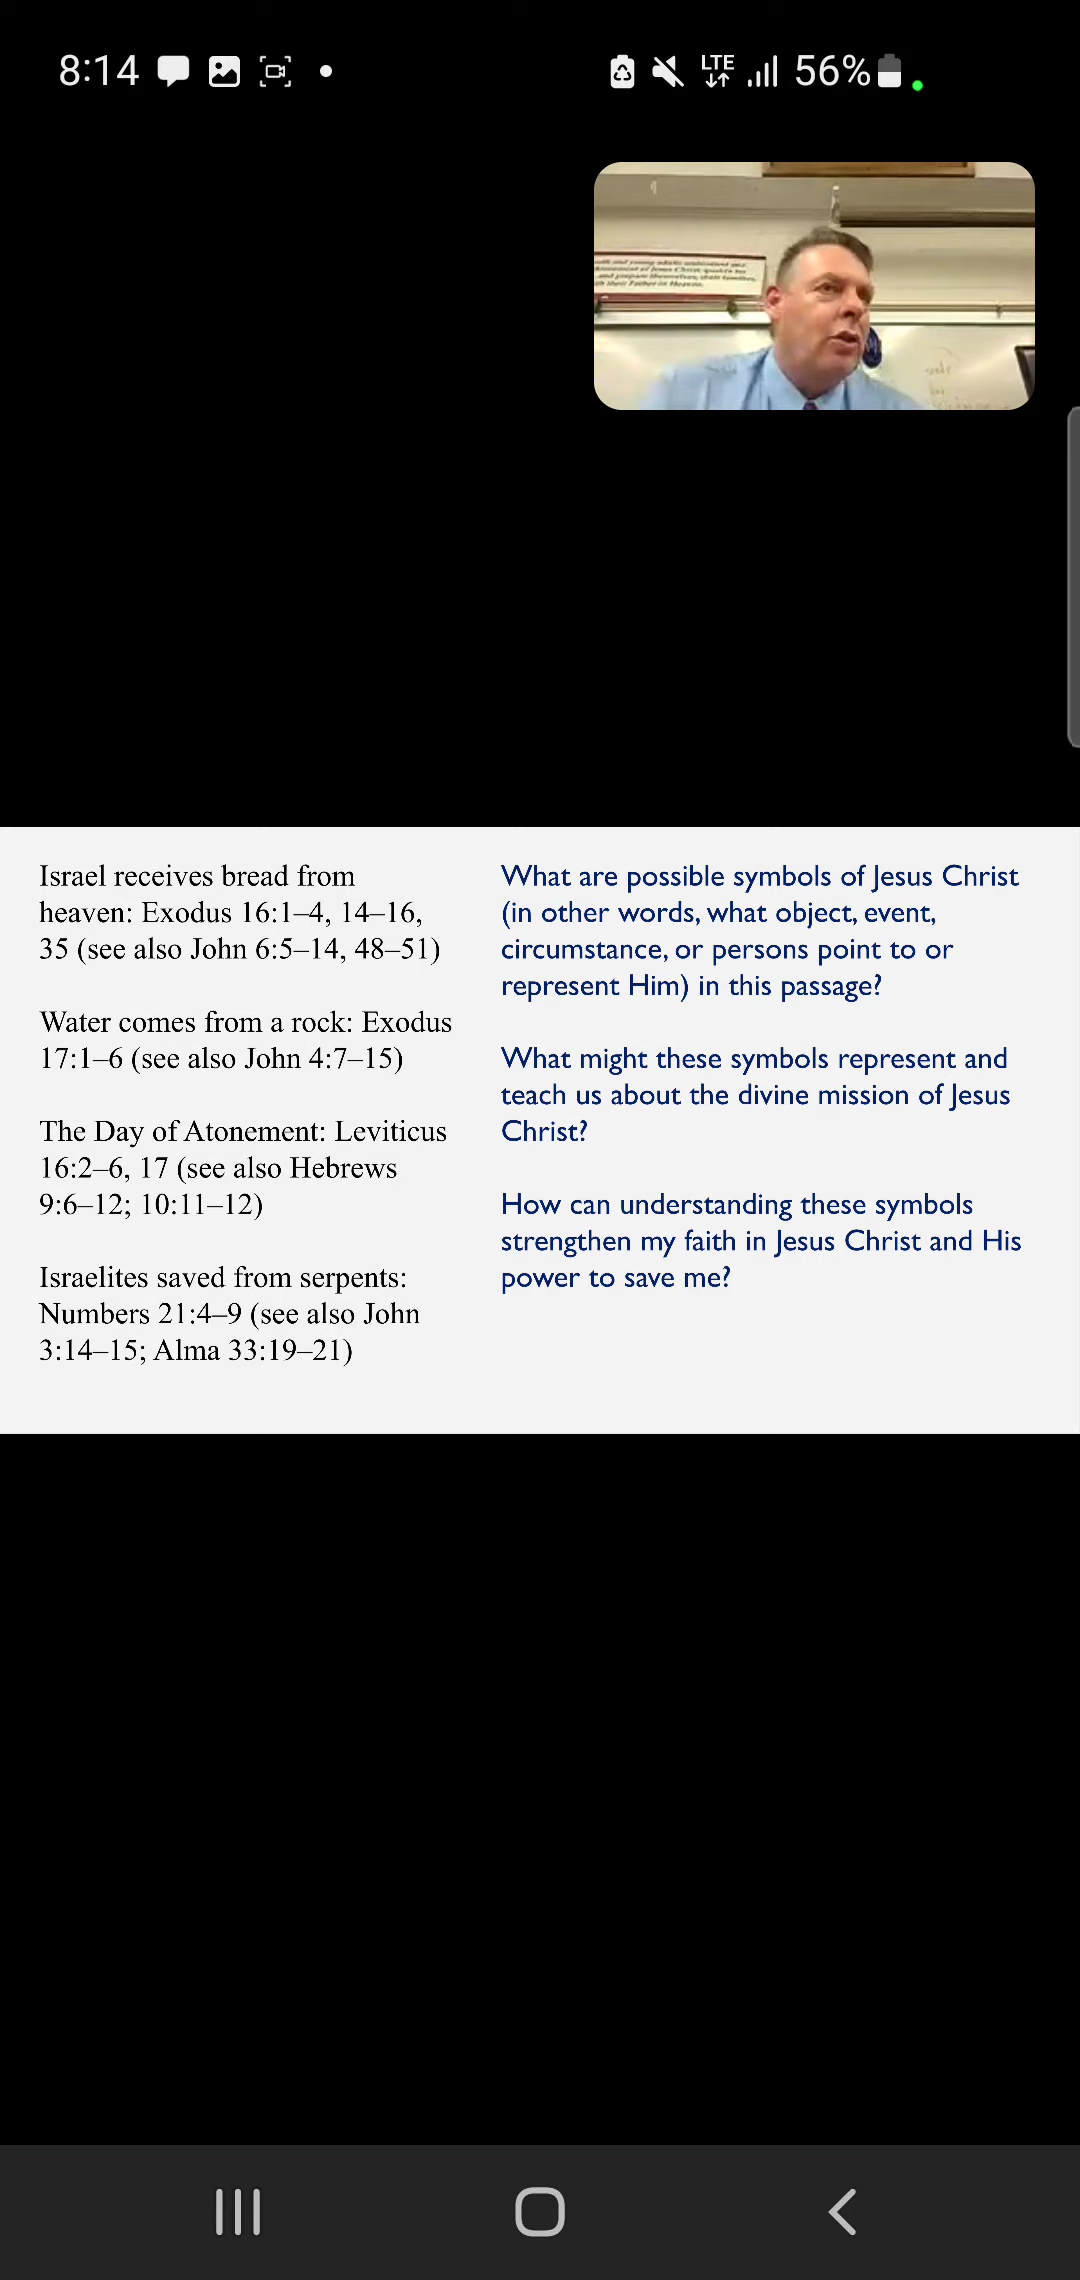 8:14
LTE
56%
Israel receives bread from
heaven: Exodus 16:1–4, 14–16,
35 (see also John 6:5–14, 48–51)
Water comes from a rock: Exodus
17:1–6 (see also John 4:7–15)
The Day of Atonement: Leviticus
16:2–6, 17 (see also Hebrews
9:6–12; 10:11–12)
Israelites saved from serpents:
Numbers 21:4–9 (see also John
3:14–15; Alma 33:19–21)
What are possible symbols of Jesus Christ
(in other words, what object, event,
circumstance, or persons point to or
represent Him) in this passage?
What might these symbols represent and
teach us about the divine mission of Jesus
Christ?
How can understanding these symbols
strengthen my faith in Jesus Christ and His
power to save me?